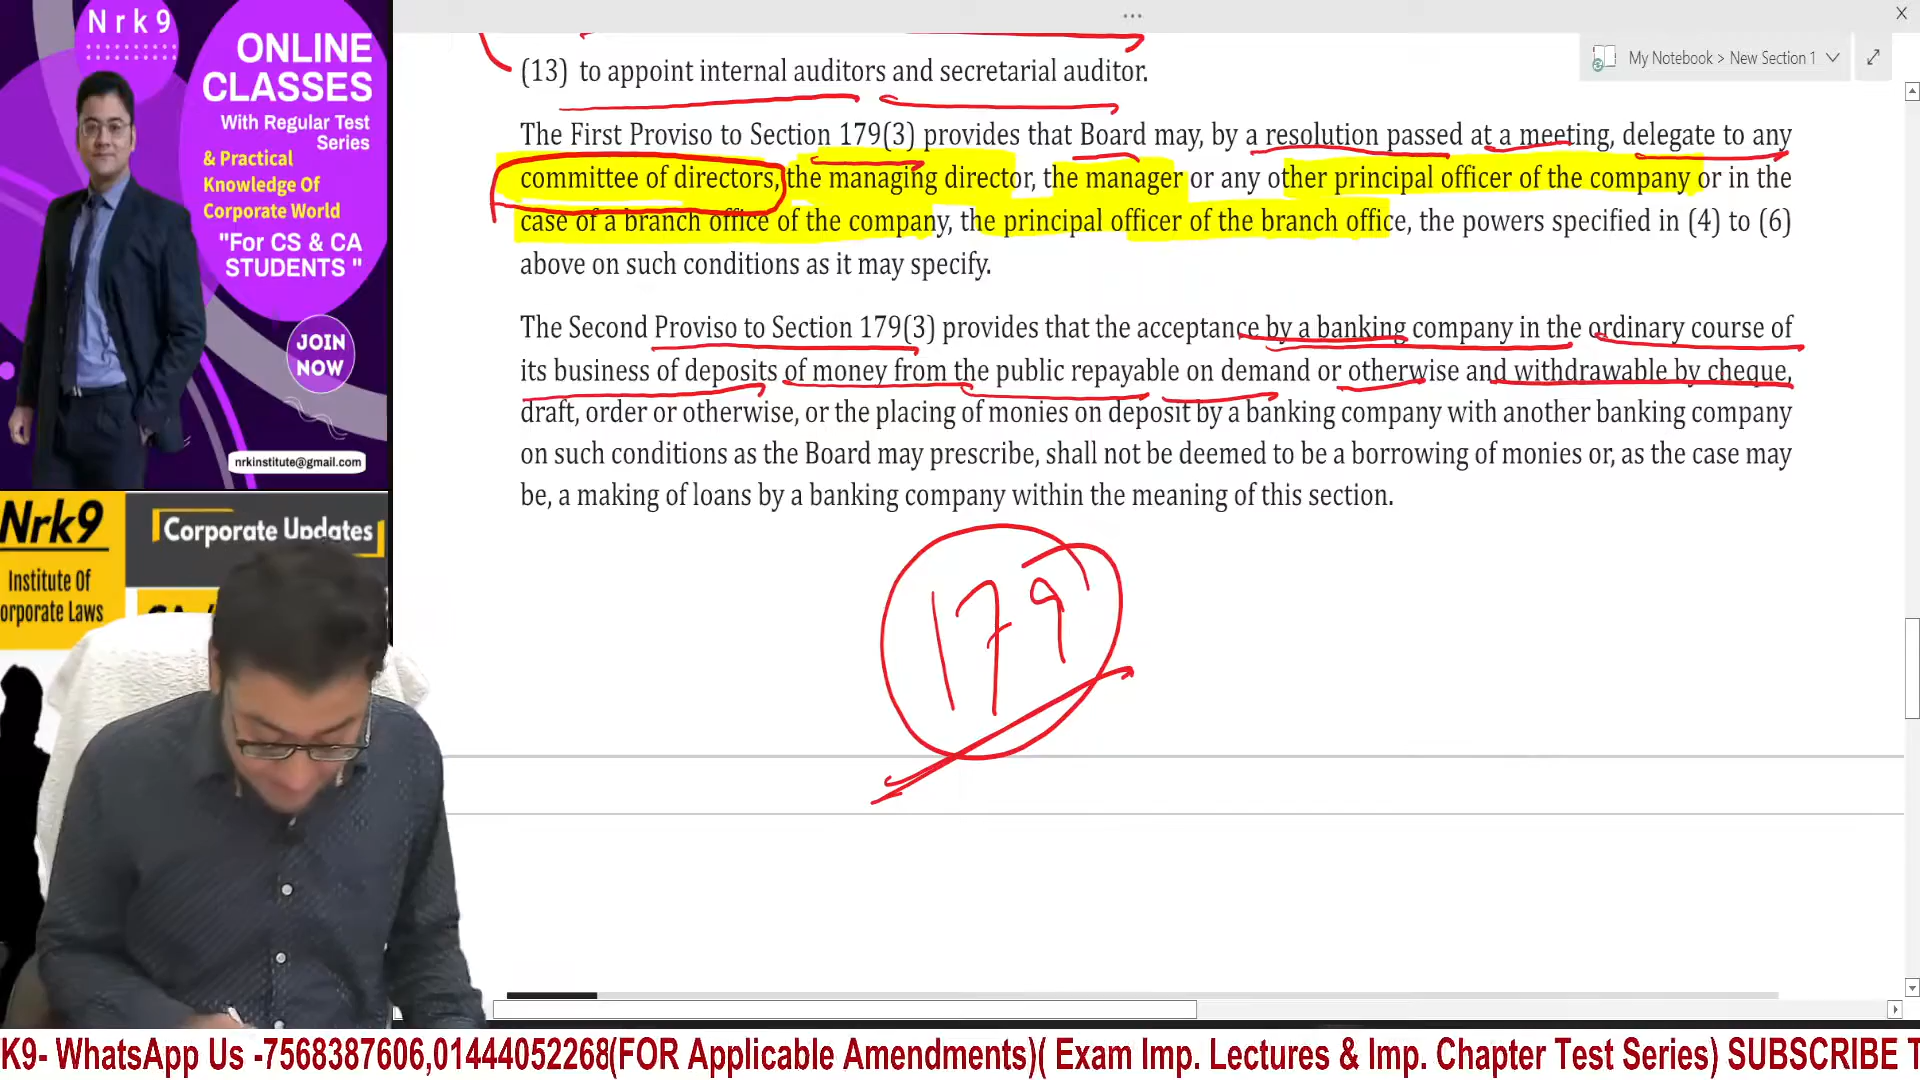 Nrk9
ONLINE
CLASSES
With Regular Test
Series
& Practical
Knowledge Of
Corporate World
"For CS & CA
STUDENTS "
JOIN
NOW
nrkinstitute@gmail.com
Nrk9
Institute Of
orporate Laws
Corporate Updates
My Notebook > New Section 1
(13) to appoint internal auditors and secretarial auditor.
The First Proviso to Section 179(3) provides that Board may, by a resolution passed at a meeting, delegate to any
committee of directors, the managing director, the manager or any other principal officer of the company or in the
case of a branch office of the company, the principal officer of the branch office, the powers specified in (4) to (6)
above on such conditions as it may specify.
The Second Proviso to Section 179(3) provides that the acceptance by a banking company in the ordinary course of
its business of deposits of money from the public repayable on demand or otherwise and withdrawable by cheque,
draft, order or otherwise, or the placing of monies on deposit by a banking company with another banking company
on such conditions as the Board may prescribe, shall not be deemed to be a borrowing of monies or, as the case may
be, a making of loans by a banking company within the meaning of this section.
179
K9- WhatsApp Us -7568387606,01444052268(FOR Applicable Amendments)( Exam Imp. Lectures & Imp. Chapter Test Series) SUBSCRIBE T